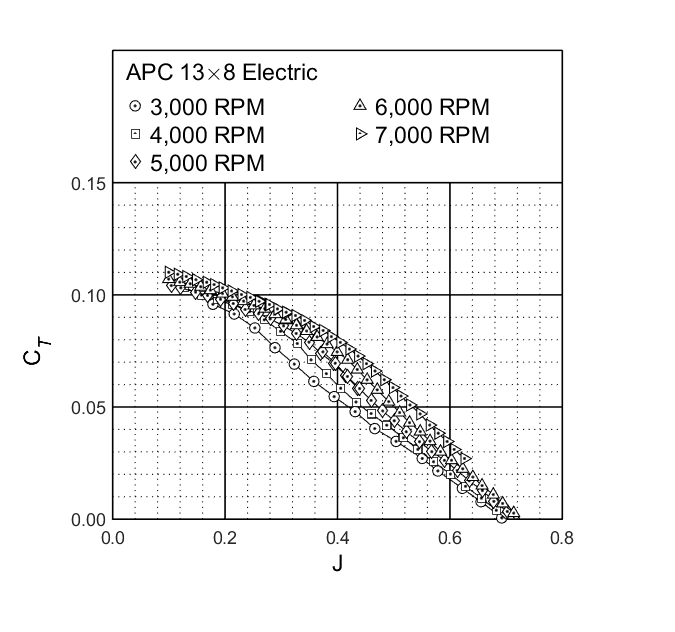 APC 13×8 Electric
3,000 RPM
6,000 RPM
4,000 RPM
7,000 RPM
5,000 RPM
0.15
0.10
C_T
0.05
0.00
0.0 0.2 0.4 0.6 0.8
J